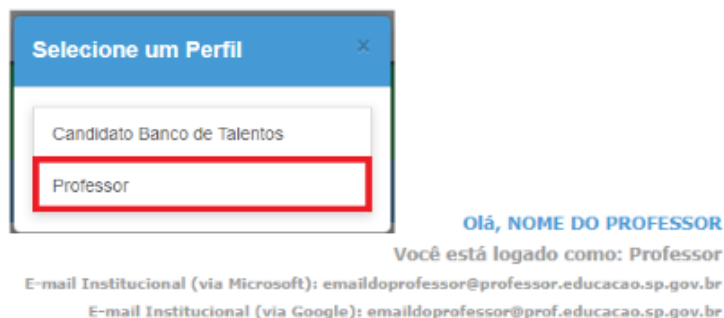 Selecione um Perfil ×
Candidato Banco de Talentos
Professor
Olá, NOME DO PROFESSOR
Você está logado como: Professor
E-mail Institucional (via Microsoft): emaildoprofessor@professor.educacao.sp.gov.br
E-mail Institucional (via Google): emaildoprofessor@prof.educacao.sp.gov.br